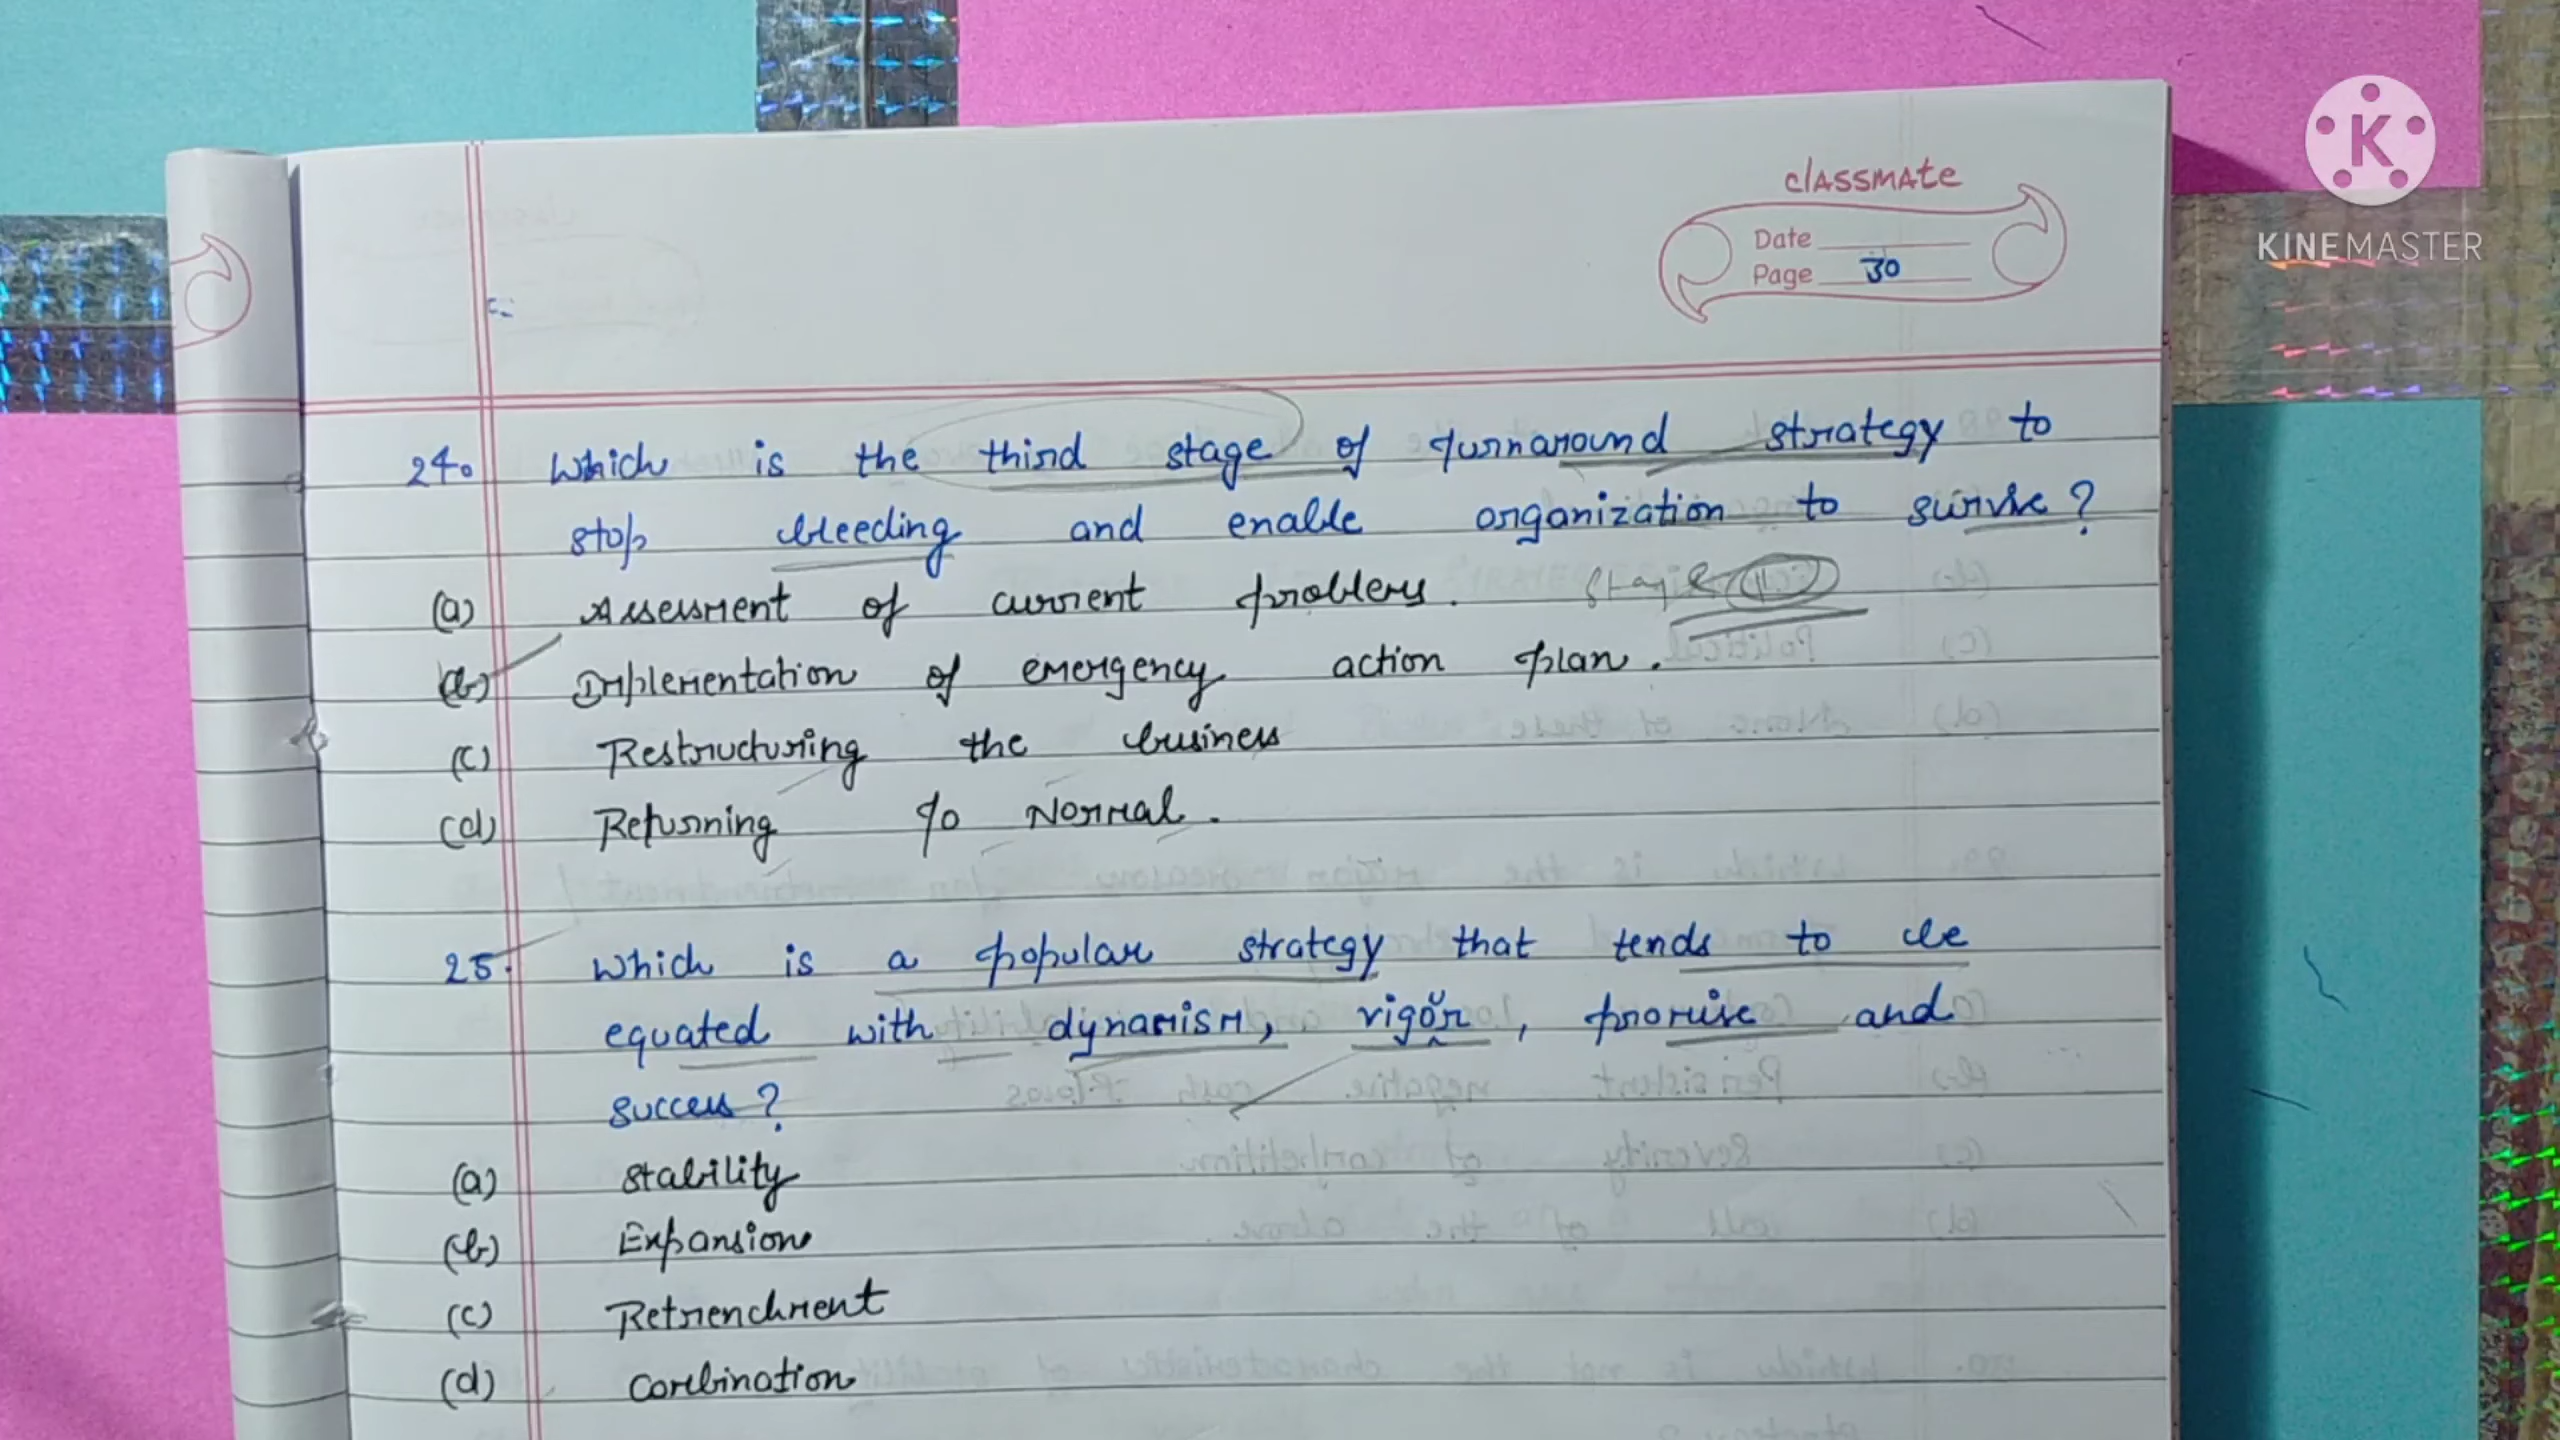 classmate
Date
Page 30
KINEMASTER
24. Which is the third stage of turnaround strategy to
stop bleeding and enable organization to survive?
(a) Assessment of current problems. Stage
(b) Implementation of emergency action plan.
(c) Restructuring the business
(d) Returning to Normal.
25. Which is a popular strategy that tends to be
equated with dynamism, vigor, promise and
success?
(a) Stability
(b) Expansion
(c) Retrenchment
(d) Combination